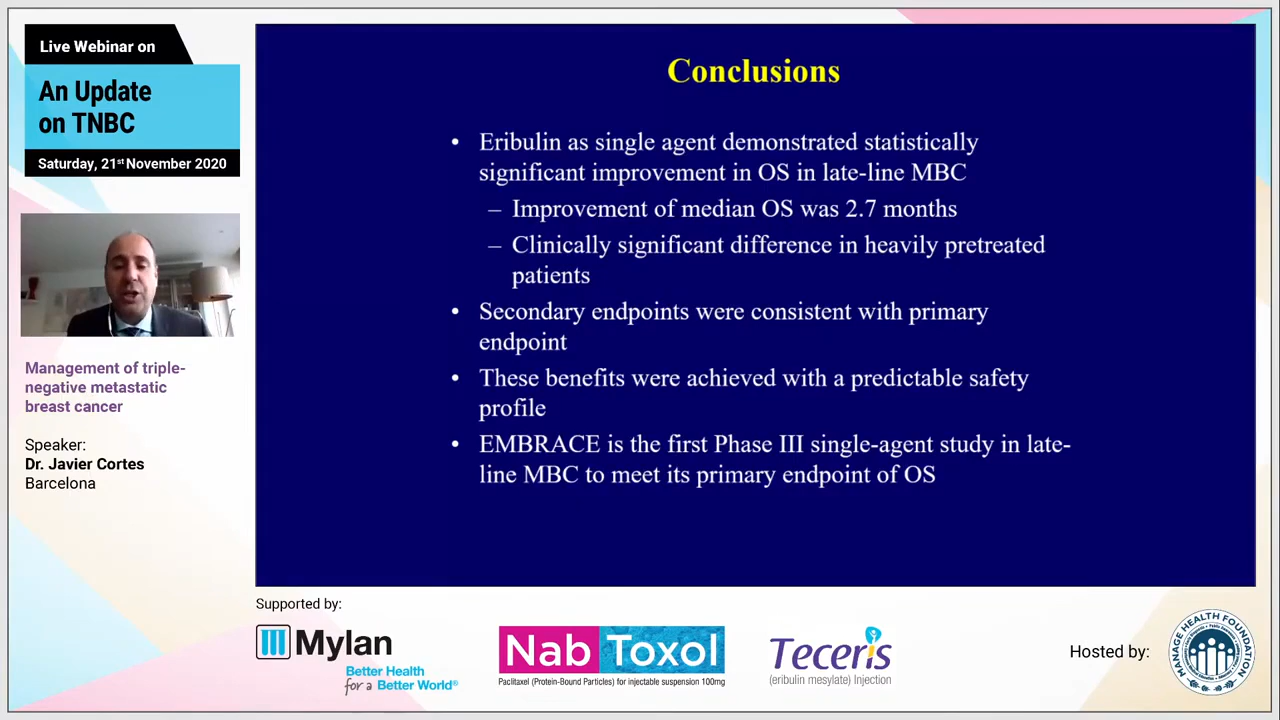 Live Webinar on
An Update
on TNBC
Saturday, 21st November 2020
Management of triple-
negative metastatic
breast cancer
Speaker:
Dr. Javier Cortes
Barcelona
Conclusions
• Eribulin as single agent demonstrated statistically
significant improvement in OS in late-line MBC
– Improvement of median OS was 2.7 months
– Clinically significant difference in heavily pretreated
patients
• Secondary endpoints were consistent with primary
endpoint
• These benefits were achieved with a predictable safety
profile
• EMBRACE is the first Phase III single-agent study in late-
line MBC to meet its primary endpoint of OS
Supported by:
Mylan
Better Health
for a Better World®
Nab Toxol
Paclitaxel (Protein-Bound Particles) for injectable suspension 100mg
Teceris
(eribulin mesylate) Injection
Hosted by:
MANAGE HEALTH FOUNDATION